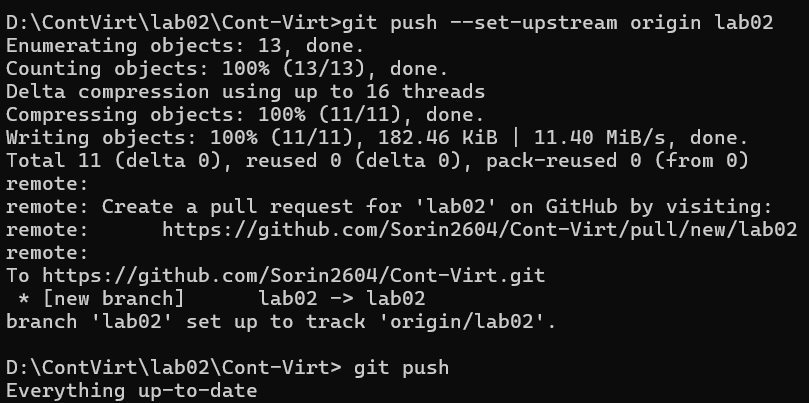 D:\ContVirt\lab02\Cont-Virt>git push --set-upstream origin lab02
Enumerating objects: 13, done.
Counting objects: 100% (13/13), done.
Delta compression using up to 16 threads
Compressing objects: 100% (11/11), done.
Writing objects: 100% (11/11), 182.46 KiB | 11.40 MiB/s, done.
Total 11 (delta 0), reused 0 (delta 0), pack-reused 0 (from 0)
remote:
remote: Create a pull request for 'lab02' on GitHub by visiting:
remote:      https://github.com/Sorin2604/Cont-Virt/pull/new/lab02
remote:
To https://github.com/Sorin2604/Cont-Virt.git
 * [new branch]      lab02 -> lab02
branch 'lab02' set up to track 'origin/lab02'.
D:\ContVirt\lab02\Cont-Virt> git push
Everything up-to-date